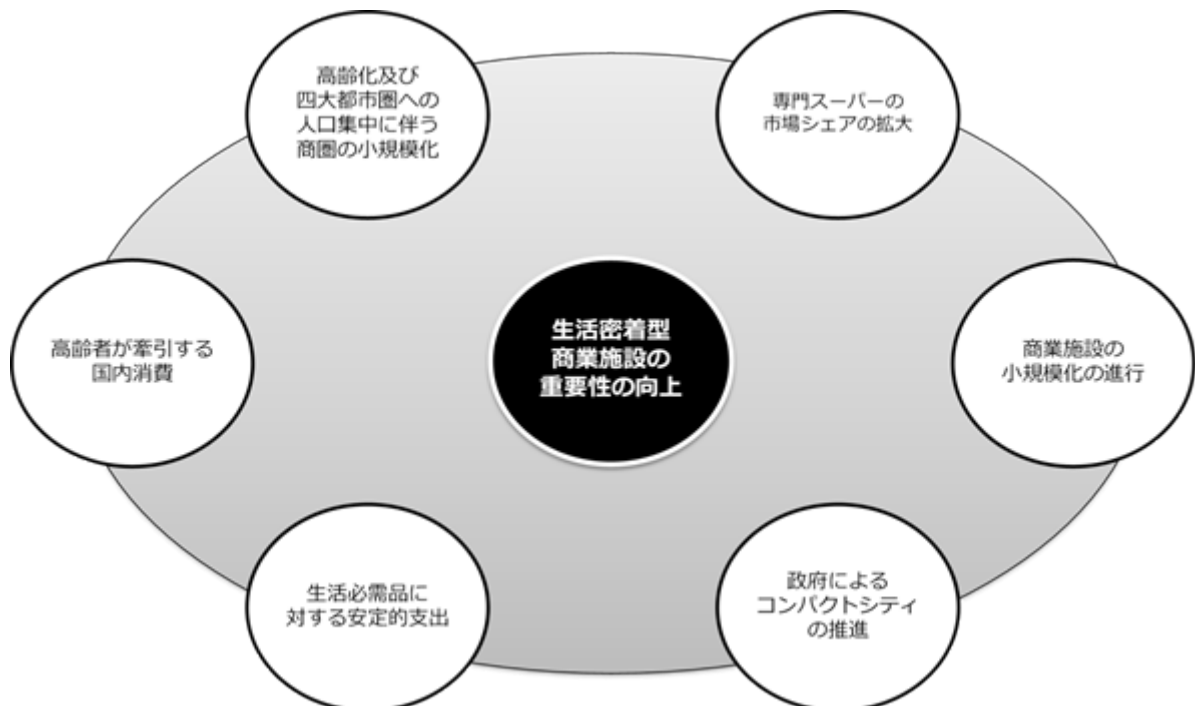 高齢化及び
四大都市圏への
人口集中に伴う
商圏の小規模化
専門スーパーの
市場シェアの拡大
高齢者が牽引する
国内消費
生活密着型
商業施設の
重要性の向上
商業施設の
小規模化の進行
生活必需品に
対する安定的支出
政府による
コンパクトシティ
の推進